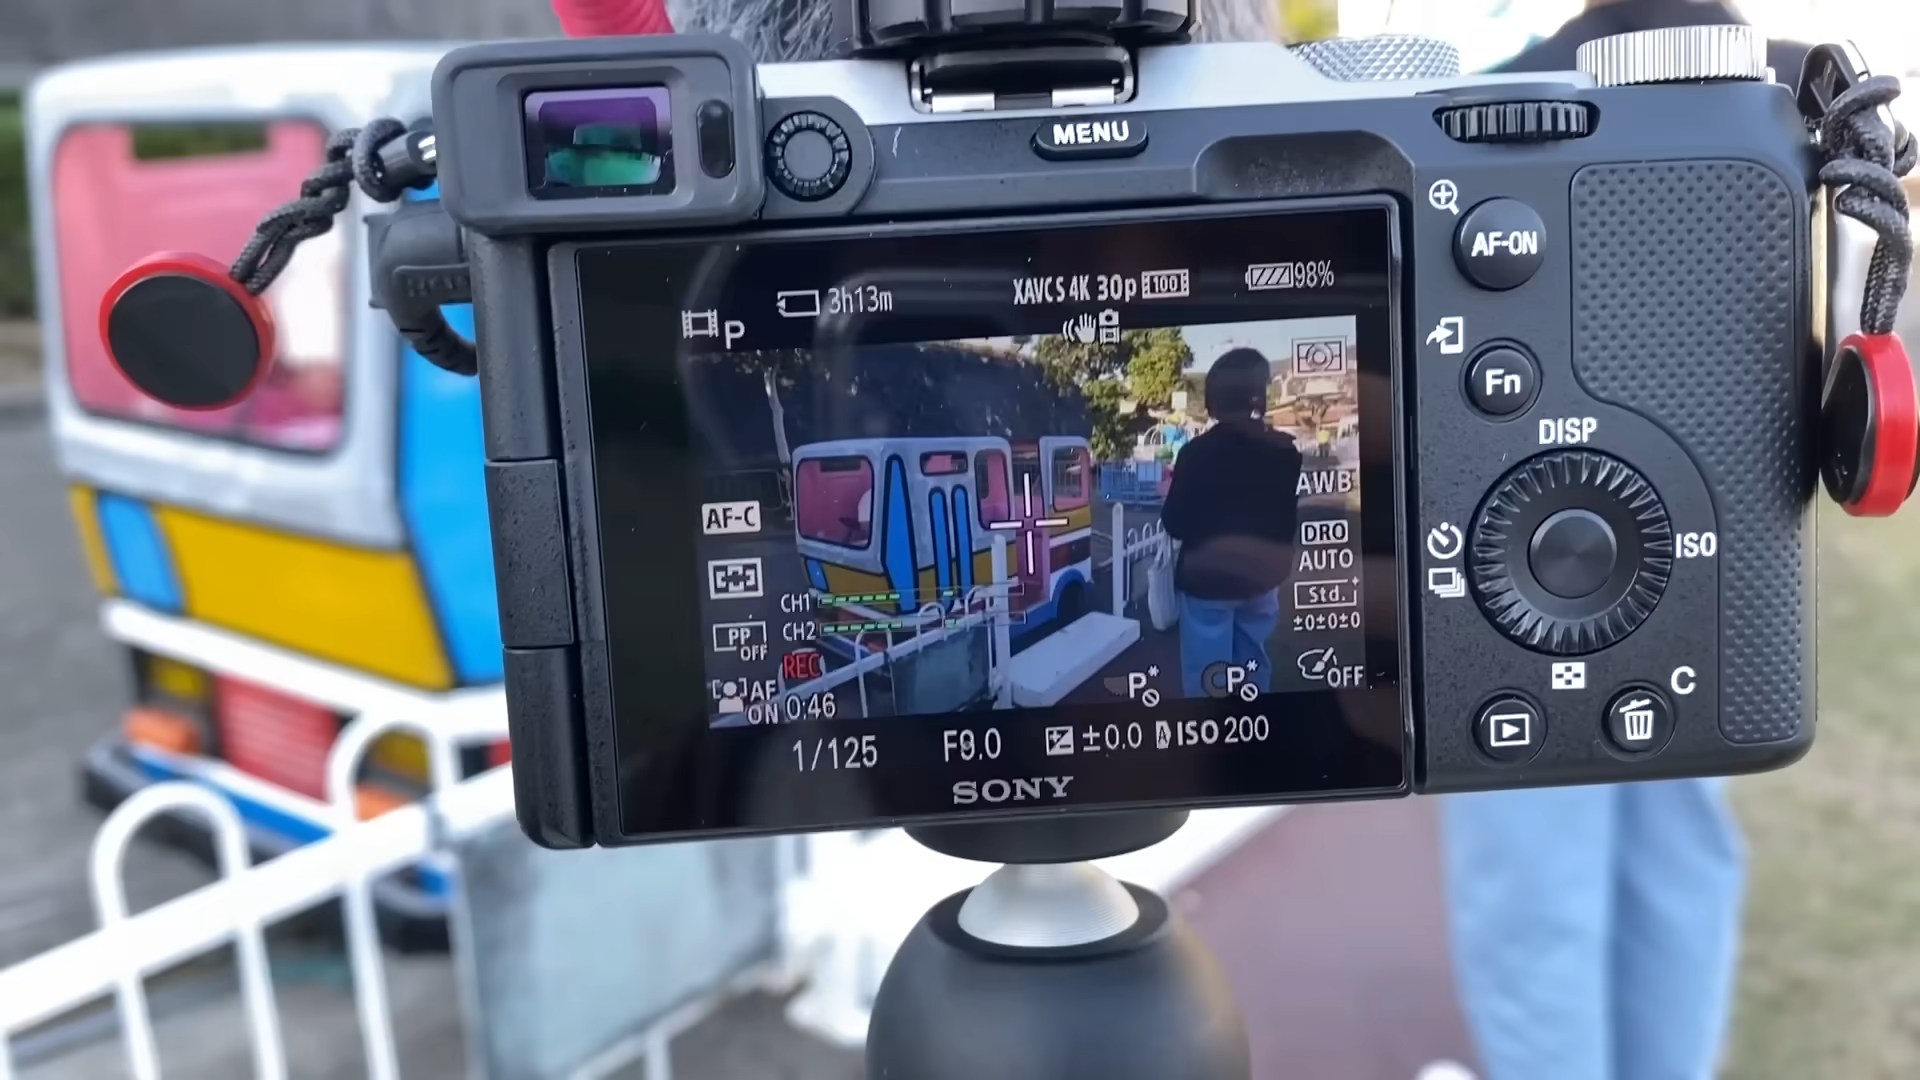 MENU
AF-ON
Fn
DISP
ISO
C
3h13m
XAVC S 4K 30p 100
98%
P
AF-C
AWB
DRO
AUTO
Std.
±0±0±0
CH1
CH2
PP
OFF
REC
AF
ON
0:46
P*
P*
OFF
1/125
F9.0
±0.0
A ISO 200
SONY